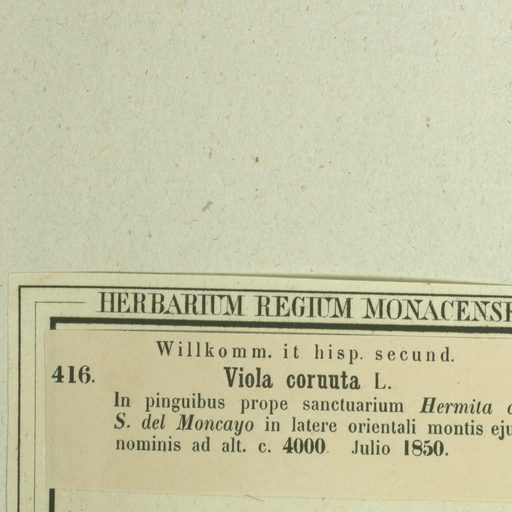 HERBARIUM REGIUM MONACENSE
Willkomm. it hisp. secund.
416. Viola cornuta L.
In pinguibus prope sanctuarium Hermita
S. del Moncayo in latere orientali montis eju
nominis ad alt. c. 4000. Julio 1850.